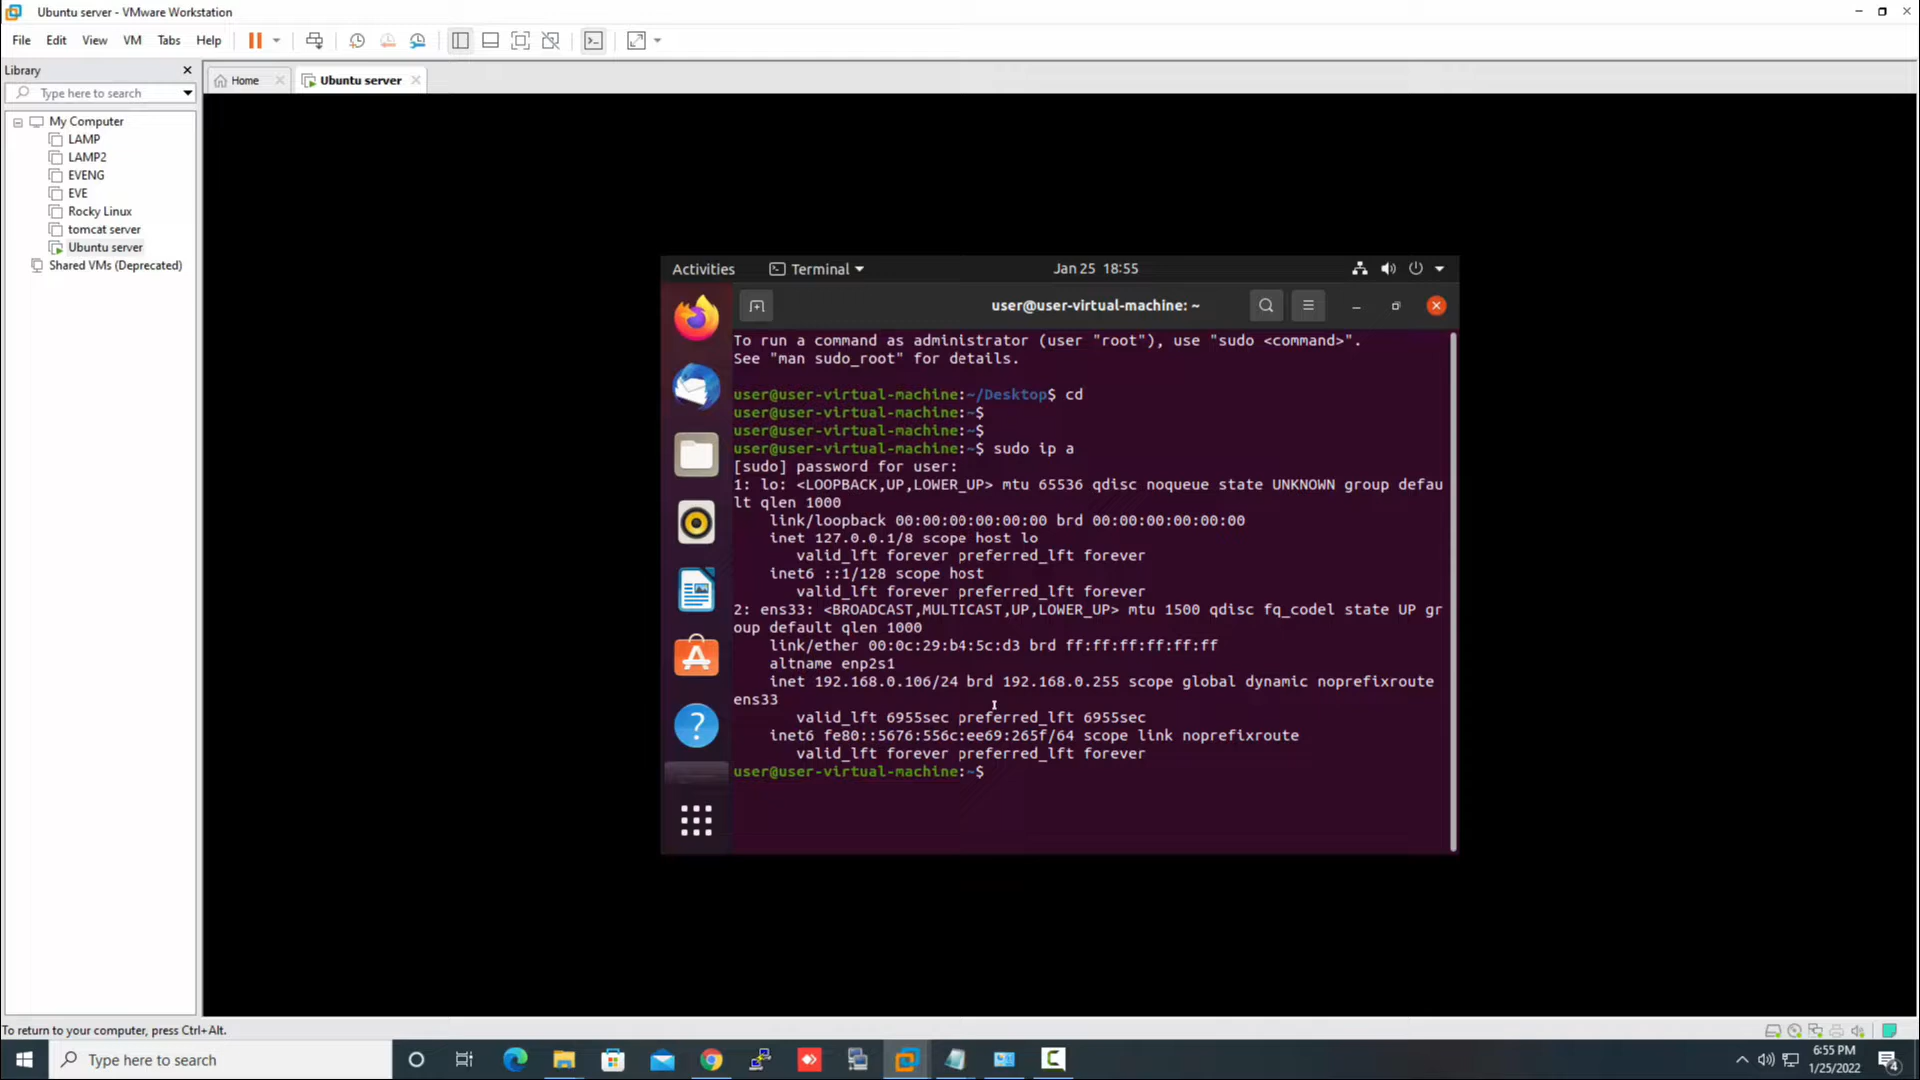 Ubuntu server - VMware Workstation
File Edit View VM Tabs Help
Library
Type here to search
My Computer
LAMP
LAMP2
EVENG
EVE
Rocky Linux
tomcat server
Ubuntu server
Shared VMs (Deprecated)
Home
Ubuntu server
Activities Terminal Jan 25 18:55
user@user-virtual-machine: ~
To run a command as administrator (user "root"), use "sudo <command>".
See "man sudo_root" for details.
user@user-virtual-machine:~/Desktop$ cd
user@user-virtual-machine:~$
user@user-virtual-machine:~$
user@user-virtual-machine:~$ sudo ip a
[sudo] password for user:
1: lo: <LOOPBACK,UP,LOWER_UP> mtu 65536 qdisc noqueue state UNKNOWN group defau
lt qlen 1000
link/loopback 00:00:00:00:00:00 brd 00:00:00:00:00:00
inet 127.0.0.1/8 scope host lo
valid_lft forever preferred_lft forever
inet6 ::1/128 scope host
valid_lft forever preferred_lft forever
2: ens33: <BROADCAST,MULTICAST,UP,LOWER_UP> mtu 1500 qdisc fq_codel state UP gr
oup default qlen 1000
link/ether 00:0c:29:b4:5c:d3 brd ff:ff:ff:ff:ff:ff
altname enp2s1
inet 192.168.0.106/24 brd 192.168.0.255 scope global dynamic noprefixroute
ens33
valid_lft 6955sec preferred_lft 6955sec
inet6 fe80::5676:556c:ee69:265f/64 scope link noprefixroute
valid_lft forever preferred_lft forever
user@user-virtual-machine:~$
To return to your computer, press Ctrl+Alt.
Type here to search
6:55 PM
1/25/2022
4